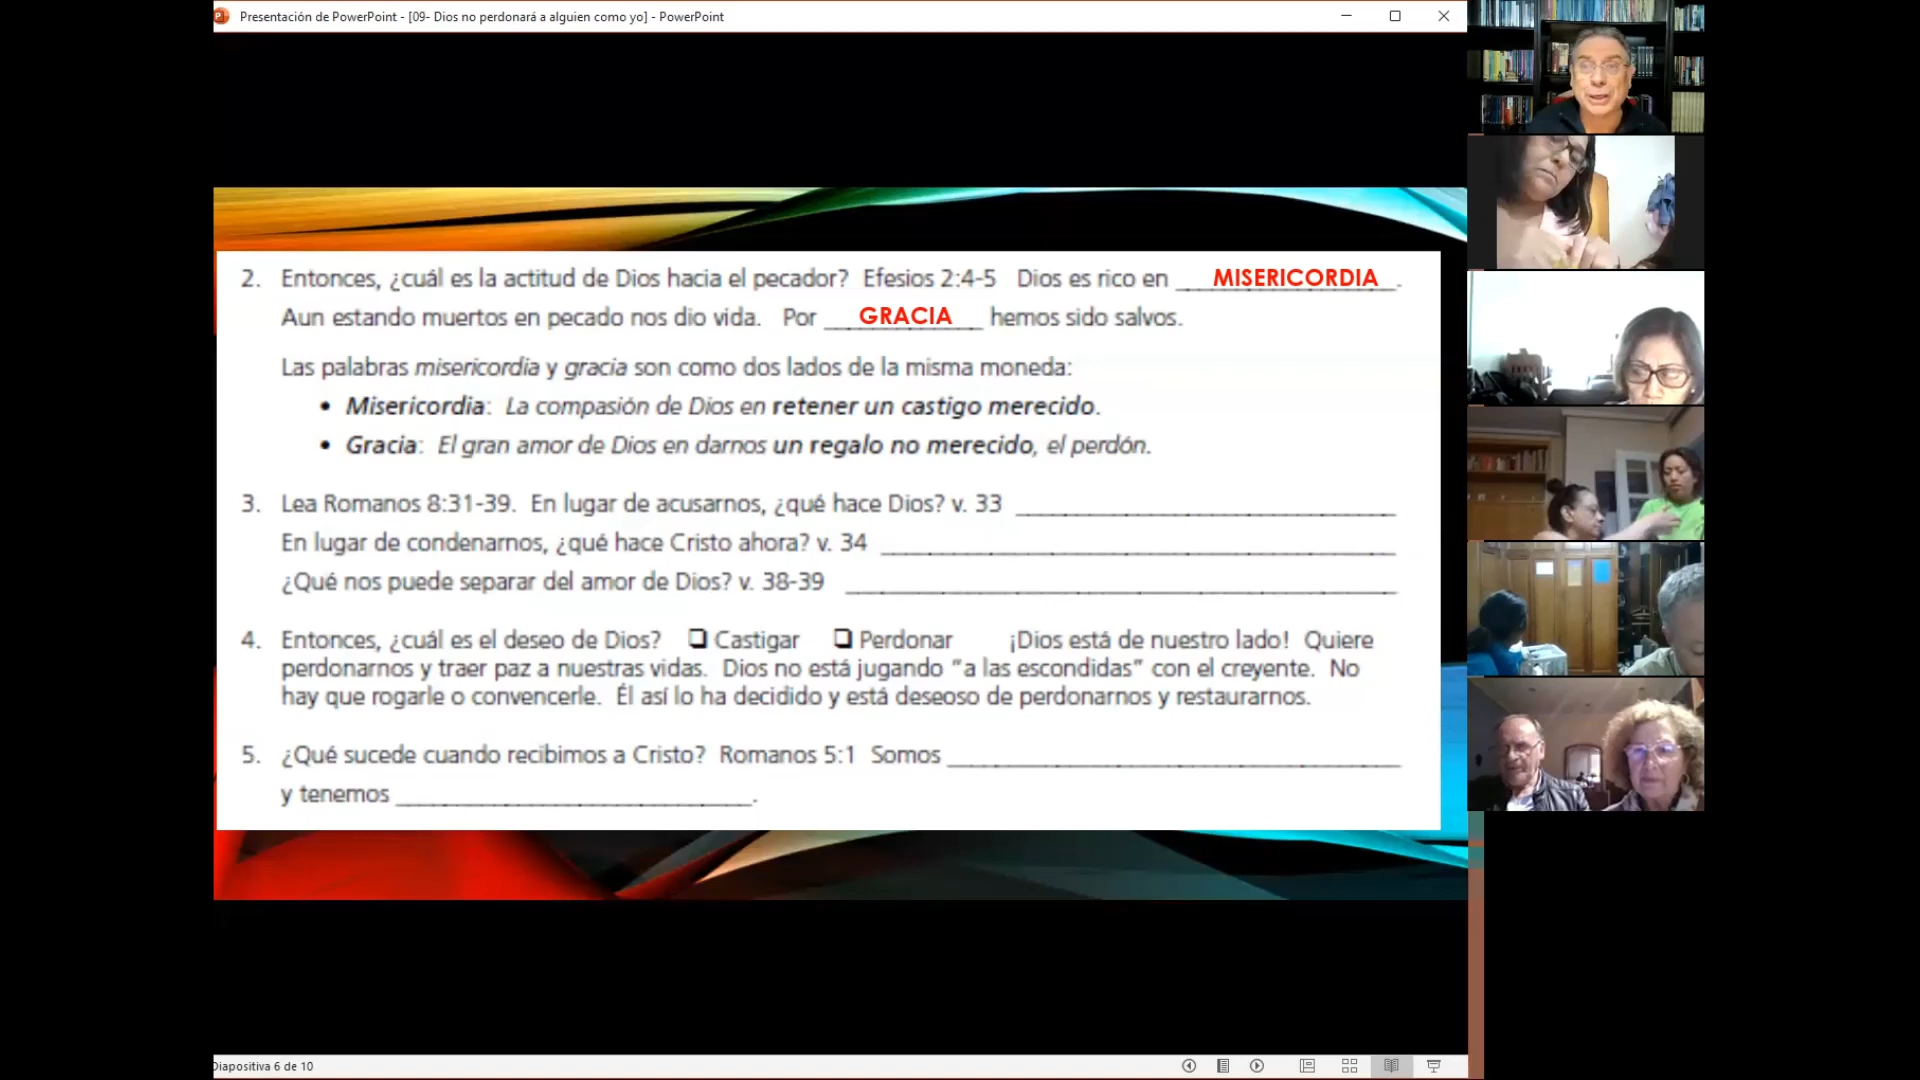 Presentación de PowerPoint - [09- Dios no perdonará a alguien como yo] - PowerPoint
2. Entonces, ¿cuál es la actitud de Dios hacia el pecador? Efesios 2:4-5 Dios es rico en MISERICORDIA.
Aun estando muertos en pecado nos dio vida. Por GRACIA hemos sido salvos.
Las palabras misericordia y gracia son como dos lados de la misma moneda:
• Misericordia: La compasión de Dios en retener un castigo merecido.
• Gracia: El gran amor de Dios en darnos un regalo no merecido, el perdón.
3. Lea Romanos 8:31-39. En lugar de acusarnos, ¿qué hace Dios? v. 33 ____________
En lugar de condenarnos, ¿qué hace Cristo ahora? v. 34 ____________
¿Qué nos puede separar del amor de Dios? v. 38-39 ____________
4. Entonces, ¿cuál es el deseo de Dios? ❑ Castigar ❑ Perdonar ¡Dios está de nuestro lado! Quiere
perdonarnos y traer paz a nuestras vidas. Dios no está jugando “a las escondidas” con el creyente. No
hay que rogarle o convencerle. Él así lo ha decidido y está deseoso de perdonarnos y restaurarnos.
5. ¿Qué sucede cuando recibimos a Cristo? Romanos 5:1 Somos ____________
y tenemos ____________.
Diapositiva 6 de 10